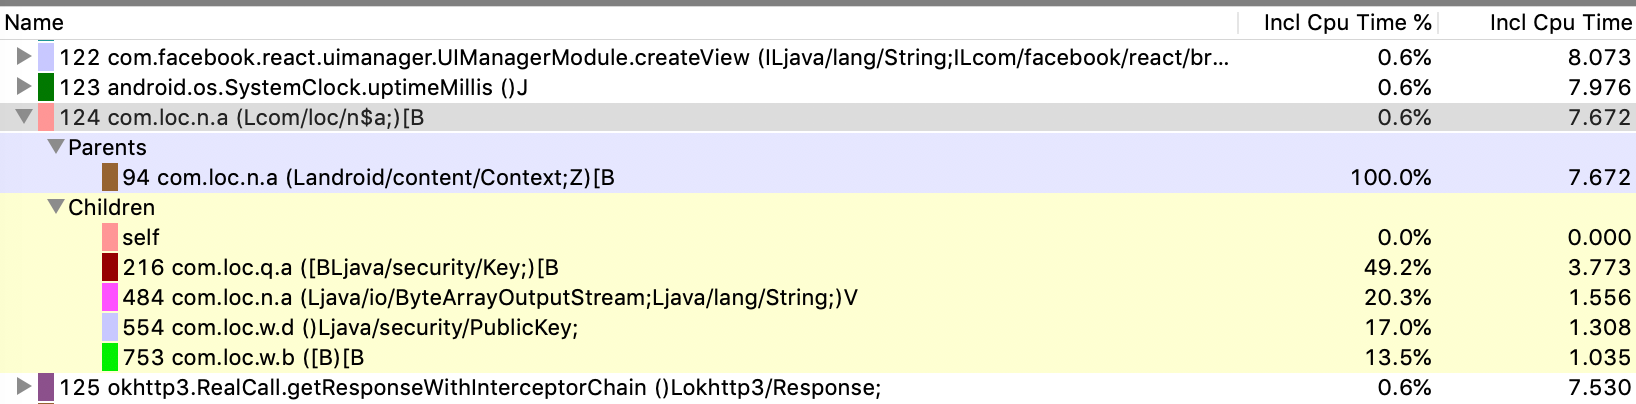 Name Incl Cpu Time % Incl Cpu Time
122 com.facebook.react.uimanager.UIManagerModule.createView (ILjava/lang/String;ILcom/facebook/react/br... 0.6% 8.073
123 android.os.SystemClock.uptimeMillis ()J 0.6% 7.976
124 com.loc.n.a (Lcom/loc/n$a;)[B 0.6% 7.672
Parents
94 com.loc.n.a (Landroid/content/Context;Z)[B 100.0% 7.672
Children
self 0.0% 0.000
216 com.loc.q.a ([BLjava/security/Key;)[B 49.2% 3.773
484 com.loc.n.a (Ljava/io/ByteArrayOutputStream;Ljava/lang/String;)V 20.3% 1.556
554 com.loc.w.d ()Ljava/security/PublicKey; 17.0% 1.308
753 com.loc.w.b ([B)[B 13.5% 1.035
125 okhttp3.RealCall.getResponseWithInterceptorChain ()Lokhttp3/Response; 0.6% 7.530